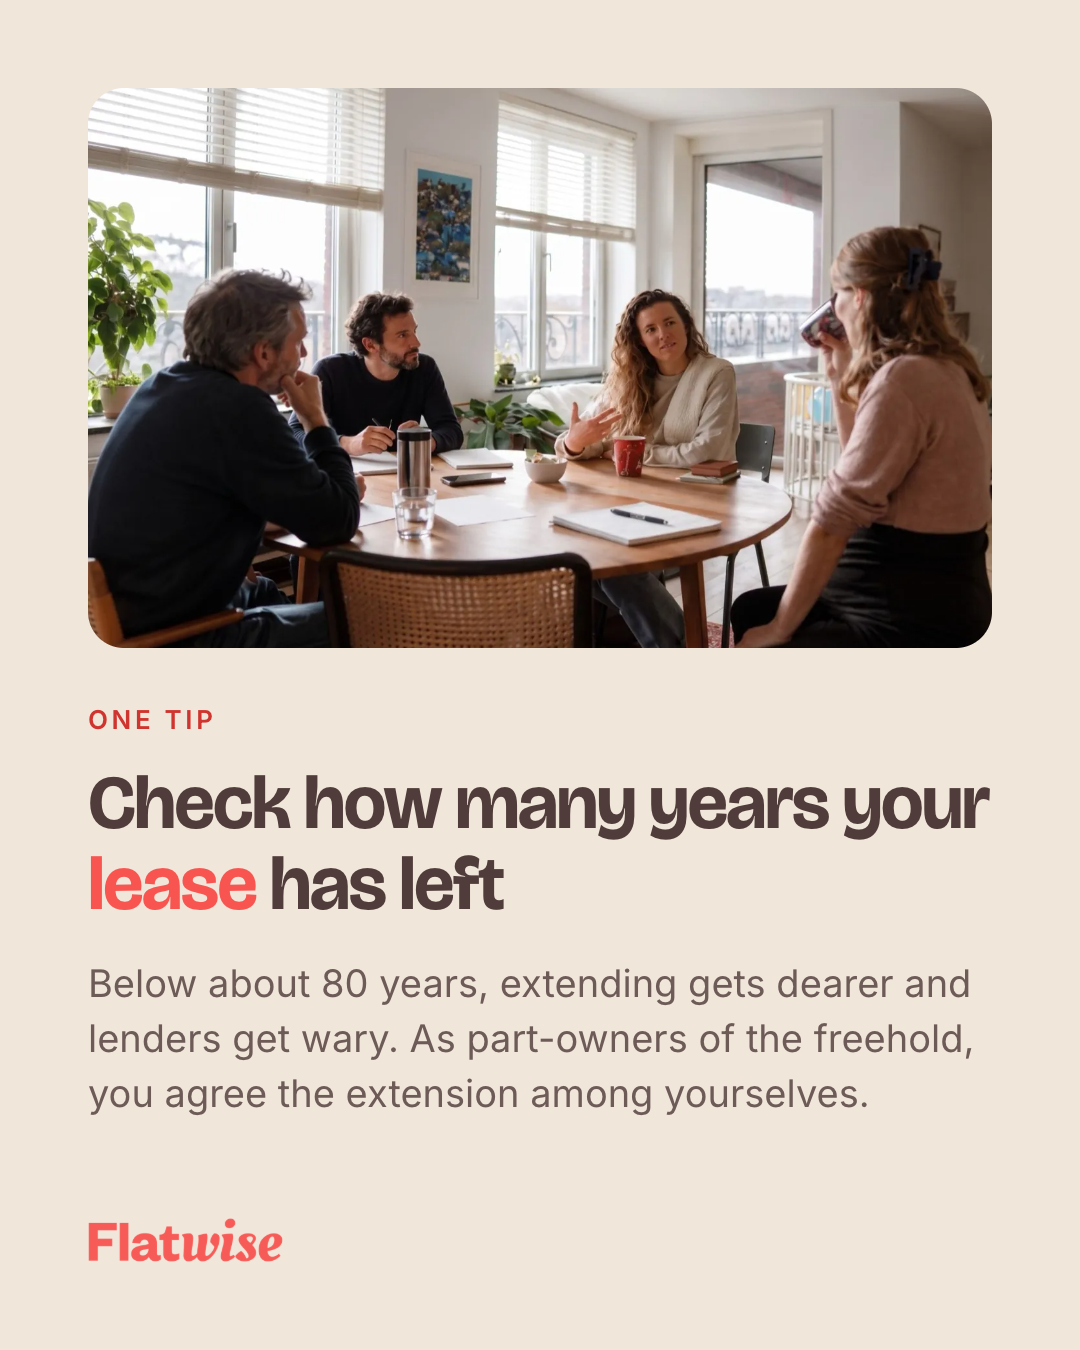 ONE TIP
Check how many years your
lease has left
Below about 80 years, extending gets dearer and
lenders get wary. As part-owners of the freehold,
you agree the extension among yourselves.
Flatwise